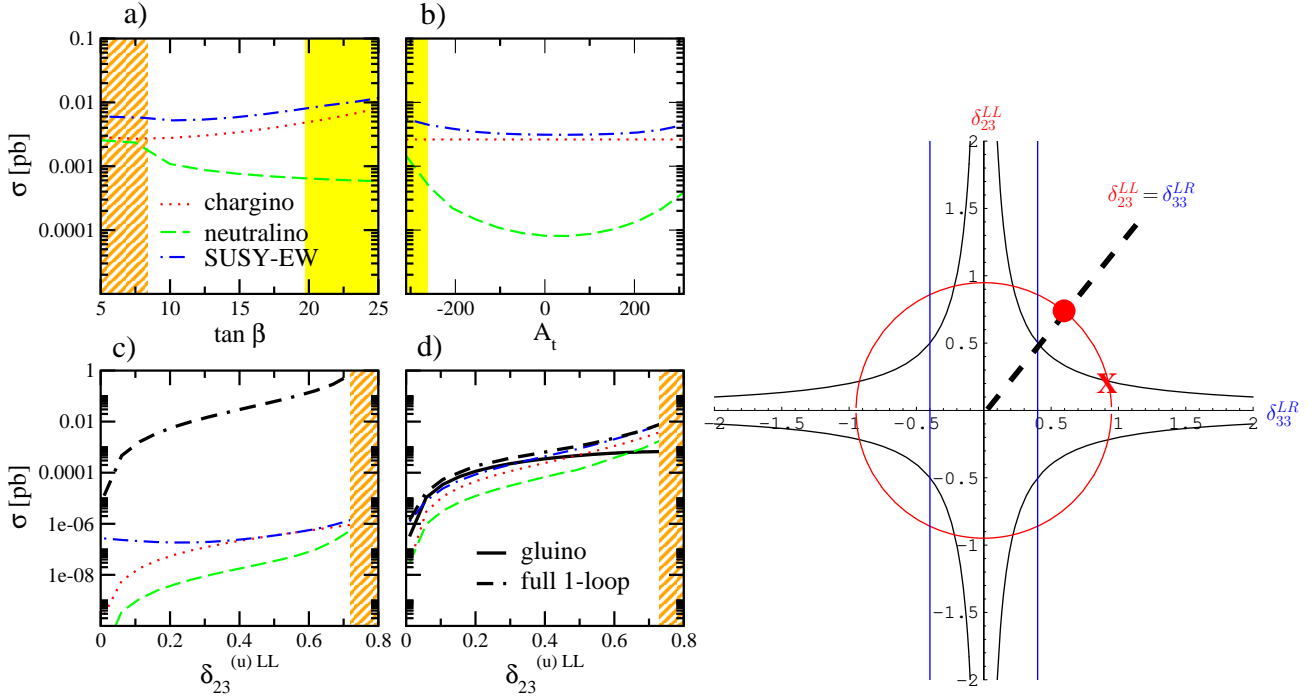 a)
b)
σ [pb]
0.1
0.01
0.001
0.0001
chargino
neutralino
SUSY-EW
5 10 15 20 25
-200 0 200
tan β
A_t
c)
d)
σ [pb]
1
0.01
0.0001
1e-06
1e-08
gluino
full 1-loop
0 0.2 0.4 0.6 0.8
0 0.2 0.4 0.6 0.8
δ_23^(u) LL
δ_23^(u) LL
δ_23^LL
2
1.5
1
0.5
-0.5
-1
-1.5
-2
δ_23^LL = δ_33^LR
X
-2 -1.5 -1 -0.5 0.5 1 1.5 2
δ_33^LR